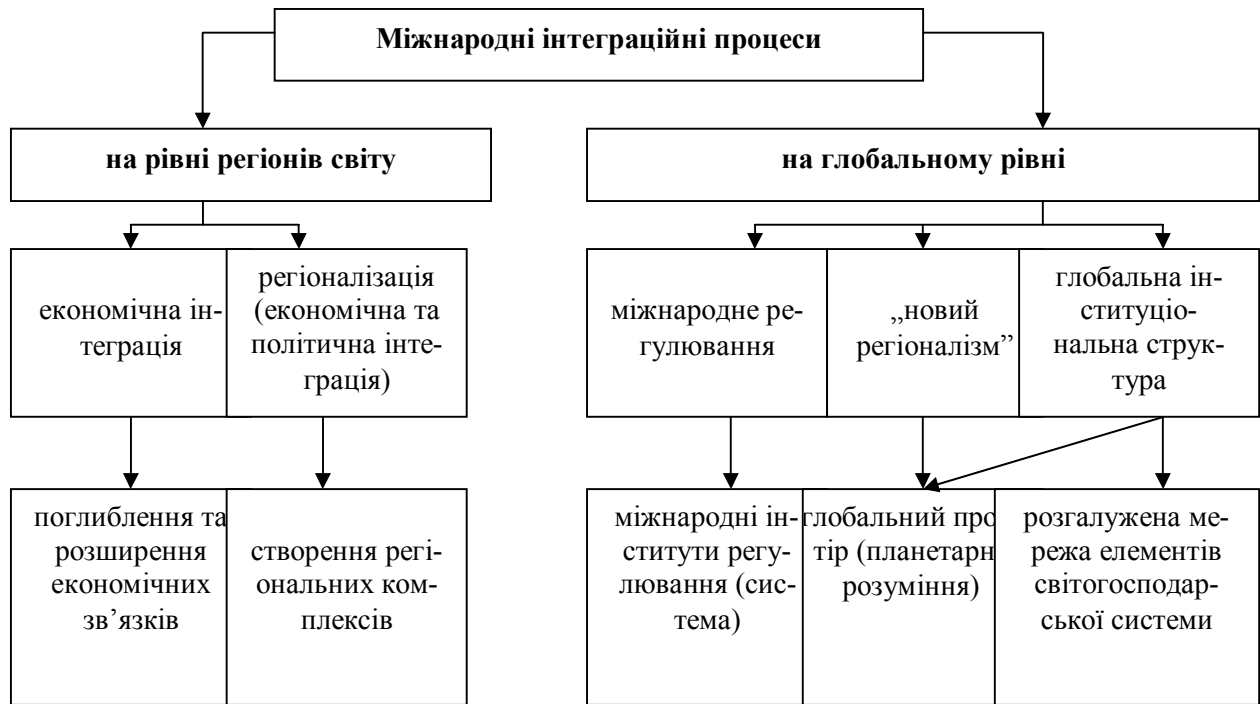 Міжнародні інтеграційні процеси
на рівні регіонів світу
на глобальному рівні
економічна ін-
теграція
регіоналізація
(економічна та
політична інте-
грація)
міжнародне ре-
гулювання
„новий
регіоналізм”
глобальна ін-
ституціо-
нальна струк-
тура
поглиблення та
розширення
економічних
зв’язків
створення регі-
ональних ком-
плексів
міжнародні ін-
ститути регу-
лювання (сис-
тема)
глобальний про
тір (планетарн
розуміння)
розгалужена ме-
режа елементів
світогосподар-
ської системи